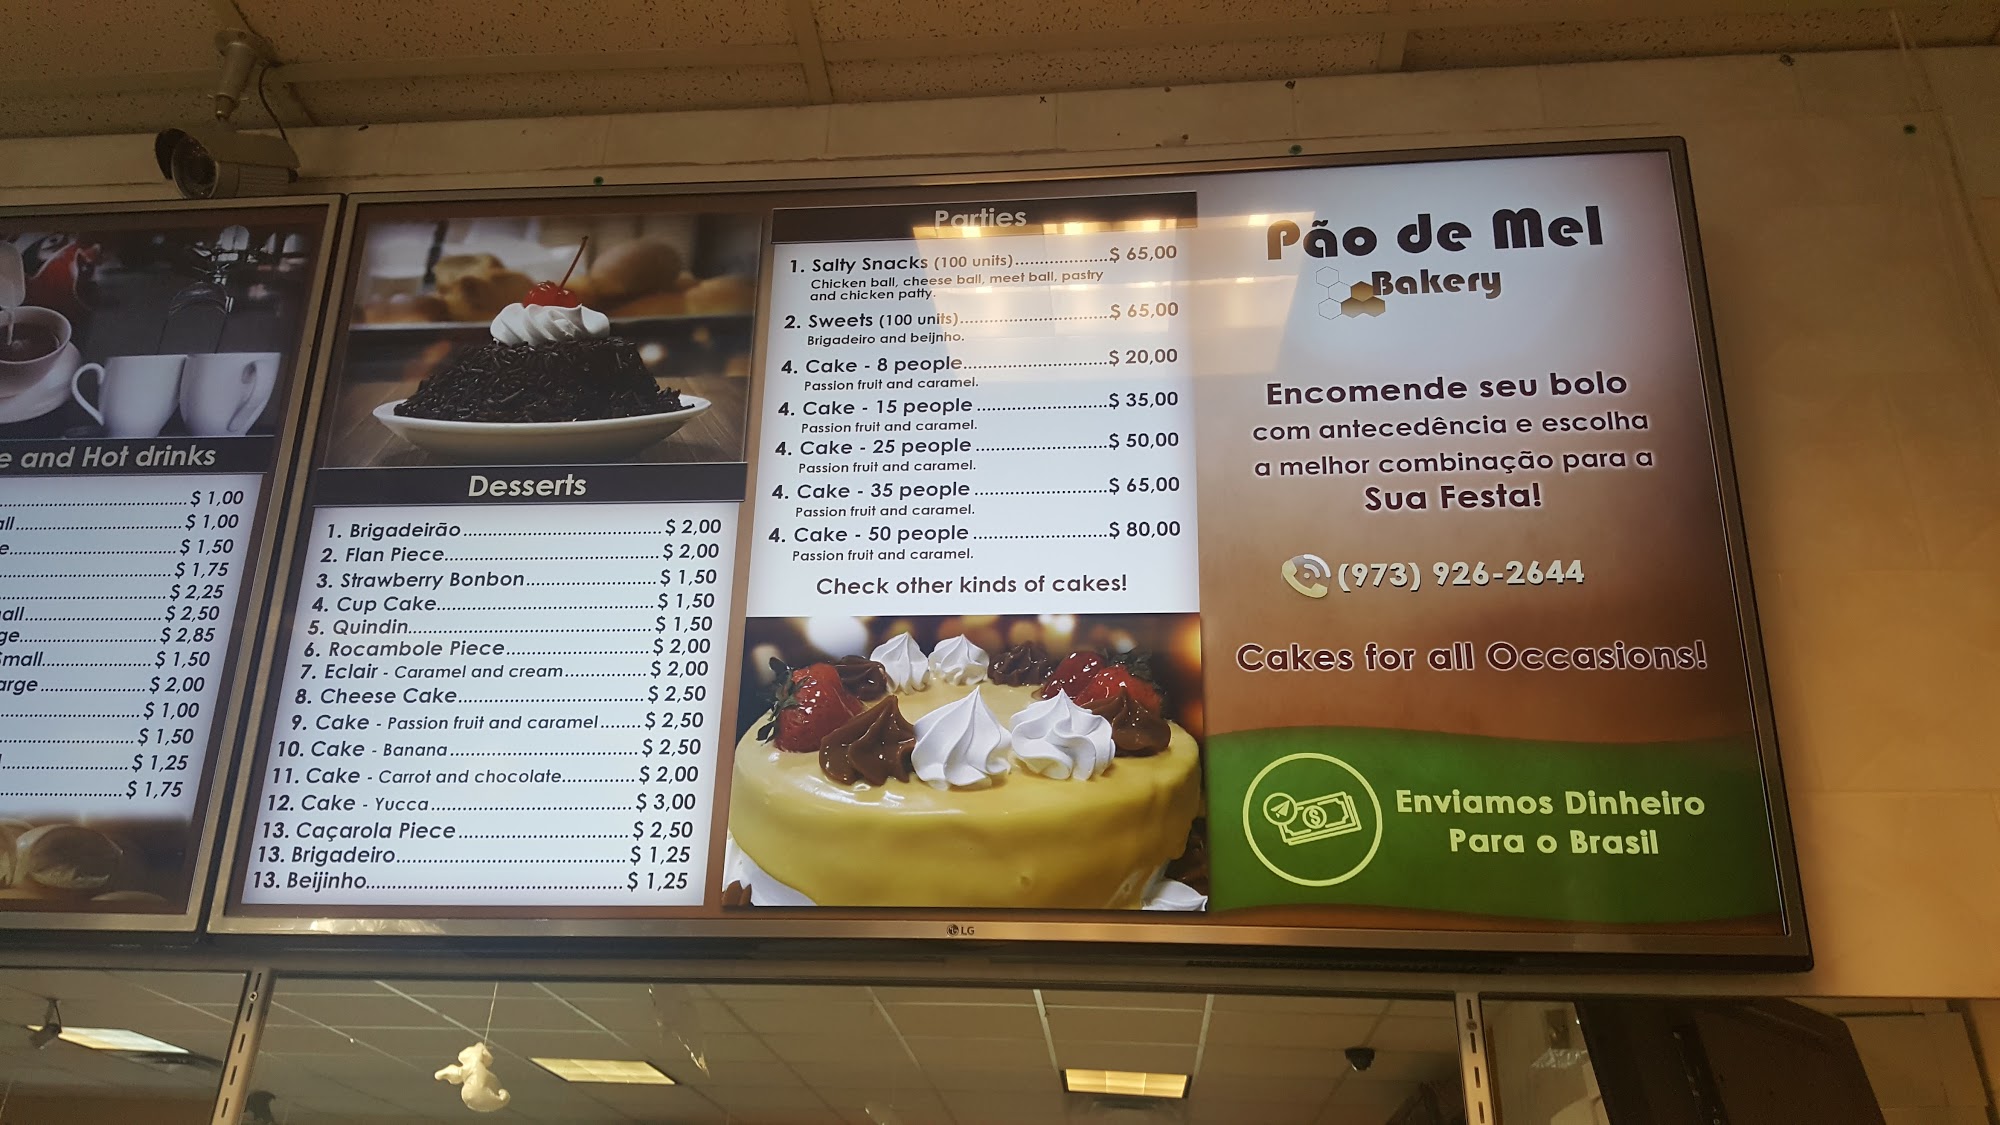 e and Hot drinks
$ 1,00
all $ 1,00
e $ 1,50
$ 1,75
$ 2,25
all $ 2,50
ge $ 2,85
Small $ 1,50
arge $ 2,00
$ 1,00
$ 1,50
$ 1,25
$ 1,75
Desserts
1. Brigadeirão $ 2,00
2. Flan Piece $ 2,00
3. Strawberry Bonbon $ 1,50
4. Cup Cake $ 1,50
5. Quindin $ 1,50
6. Rocambole Piece $ 2,00
7. Eclair - Caramel and cream $ 2,00
8. Cheese Cake $ 2,50
9. Cake - Passion fruit and caramel $ 2,50
10. Cake - Banana $ 2,50
11. Cake - Carrot and chocolate $ 2,00
12. Cake - Yucca $ 3,00
13. Caçarola Piece $ 2,50
13. Brigadeiro $ 1,25
13. Beijinho $ 1,25
Parties
1. Salty Snacks (100 units) $ 65,00
Chicken ball, cheese ball, meet ball, pastry
and chicken patty.
2. Sweets (100 units) $ 65,00
Brigadeiro and beijnho.
4. Cake - 8 people $ 20,00
Passion fruit and caramel.
4. Cake - 15 people $ 35,00
Passion fruit and caramel.
4. Cake - 25 people $ 50,00
Passion fruit and caramel.
4. Cake - 35 people $ 65,00
Passion fruit and caramel.
4. Cake - 50 people $ 80,00
Passion fruit and caramel.
Check other kinds of cakes!
Pão de Mel
Bakery
Encomende seu bolo
com antecedência e escolha
a melhor combinação para a
Sua Festa!
(973) 926-2644
Cakes for all Occasions!
Enviamos Dinheiro
Para o Brasil
LG